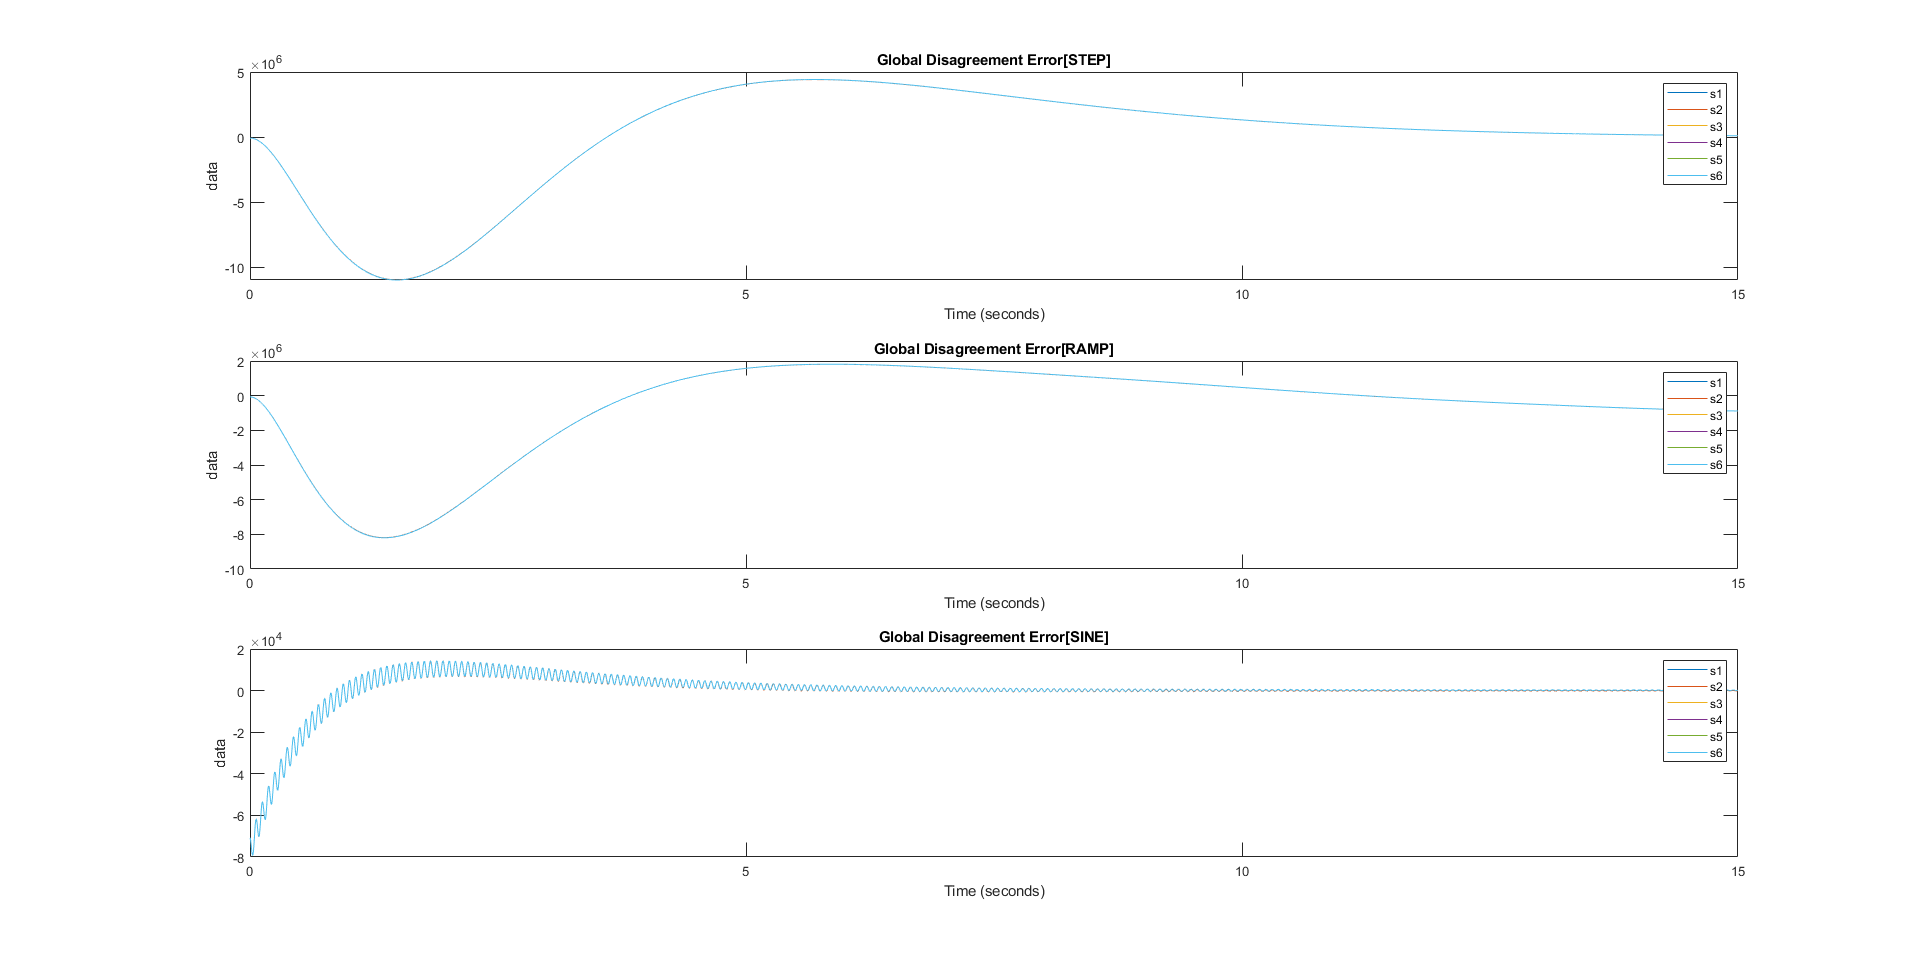 Global Disagreement Error[STEP]
×10^6
5
0
-5
-10
data
0 5 10 15
Time (seconds)
s1
s2
s3
s4
s5
s6
Global Disagreement Error[RAMP]
×10^6
2
0
-2
-4
-6
-8
-10
data
0 5 10 15
Time (seconds)
s1
s2
s3
s4
s5
s6
Global Disagreement Error[SINE]
×10^4
2
0
-2
-4
-6
-8
data
0 5 10 15
Time (seconds)
s1
s2
s3
s4
s5
s6